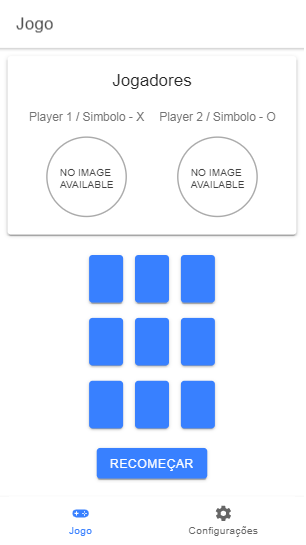 Jogo
Jogadores
Player 1 / Simbolo - X
Player 2 / Simbolo - O
NO IMAGE
AVAILABLE
NO IMAGE
AVAILABLE
RECOMEÇAR
Jogo
Configurações